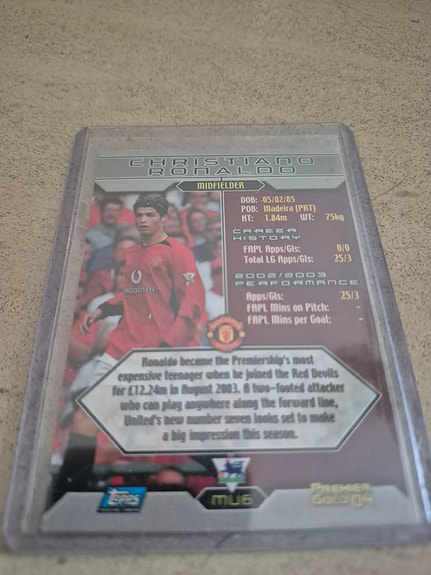 CHRISTIANO
RONALDO
MIDFIELDER
DOB: 05/02/85
POB: Madeira (PRT)
HT: 1.84m WT: 75kg
CAREER
HISTORY
FAPL Apps/Gls: 0/0
Total LG Apps/Gls: 25/3
2002/2003
PERFORMANCE
Apps/Gls: 25/3
FAPL Mins on Pitch: -
FAPL Mins per Goal: -
vodafone
Ronaldo became the Premiership's most
expensive teenager when he joined the Red Devils
for £12.24m in August 2003. A two-footed attacker
who can play anywhere along the forward line,
United's new number seven looks set to make
a big impression this season.
Topps
MU6
PREMIER
GOLD 04